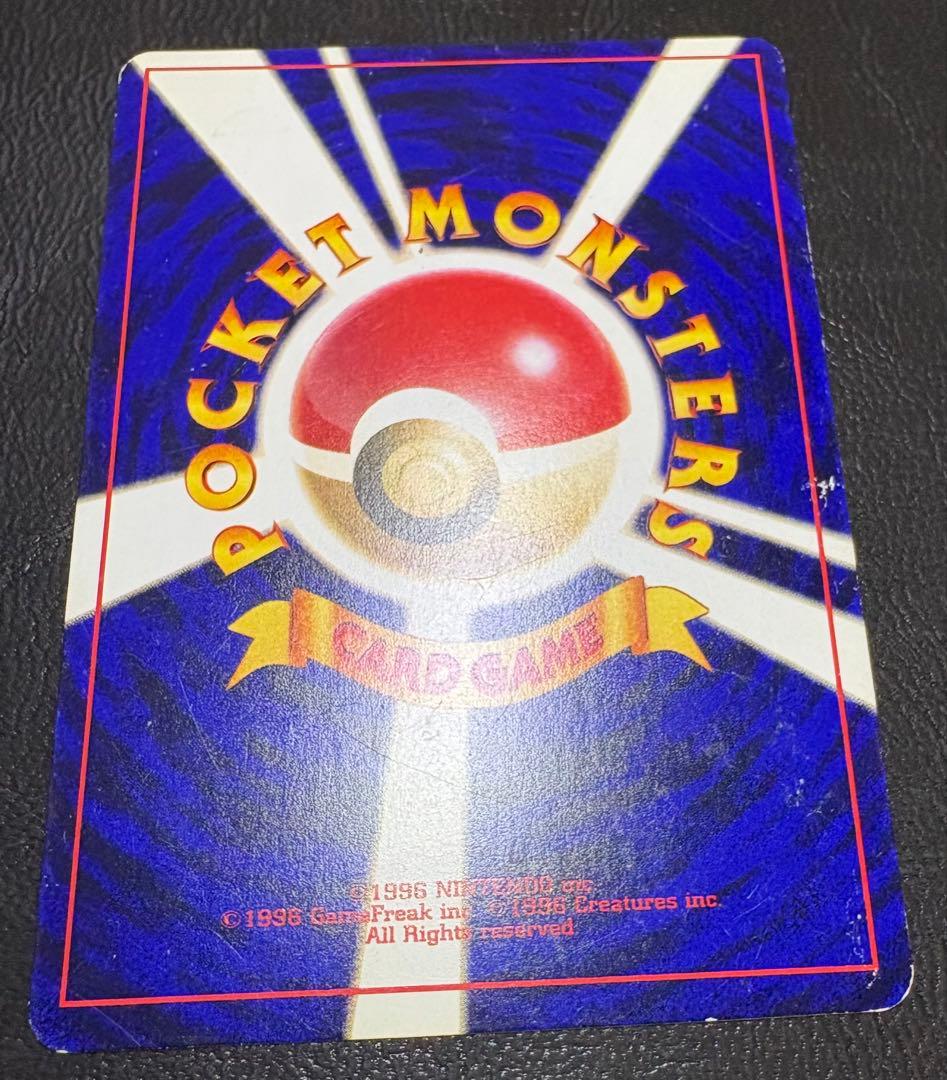 POCKET MONSTERS
CARD GAME
©1996 NINTENDO inc.
©1996 GameFreak inc. ©1996 Creatures inc.
All Rights reserved